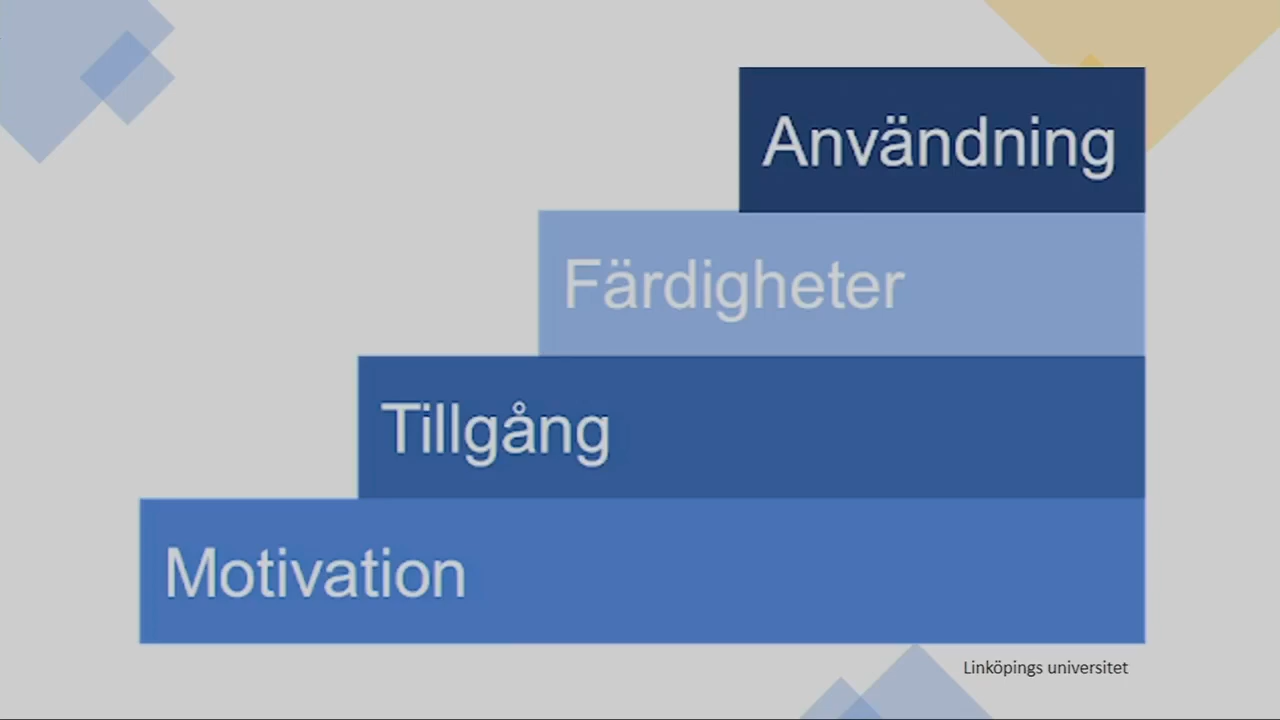 Användning
Färdigheter
Tillgång
Motivation
Linköpings universitet